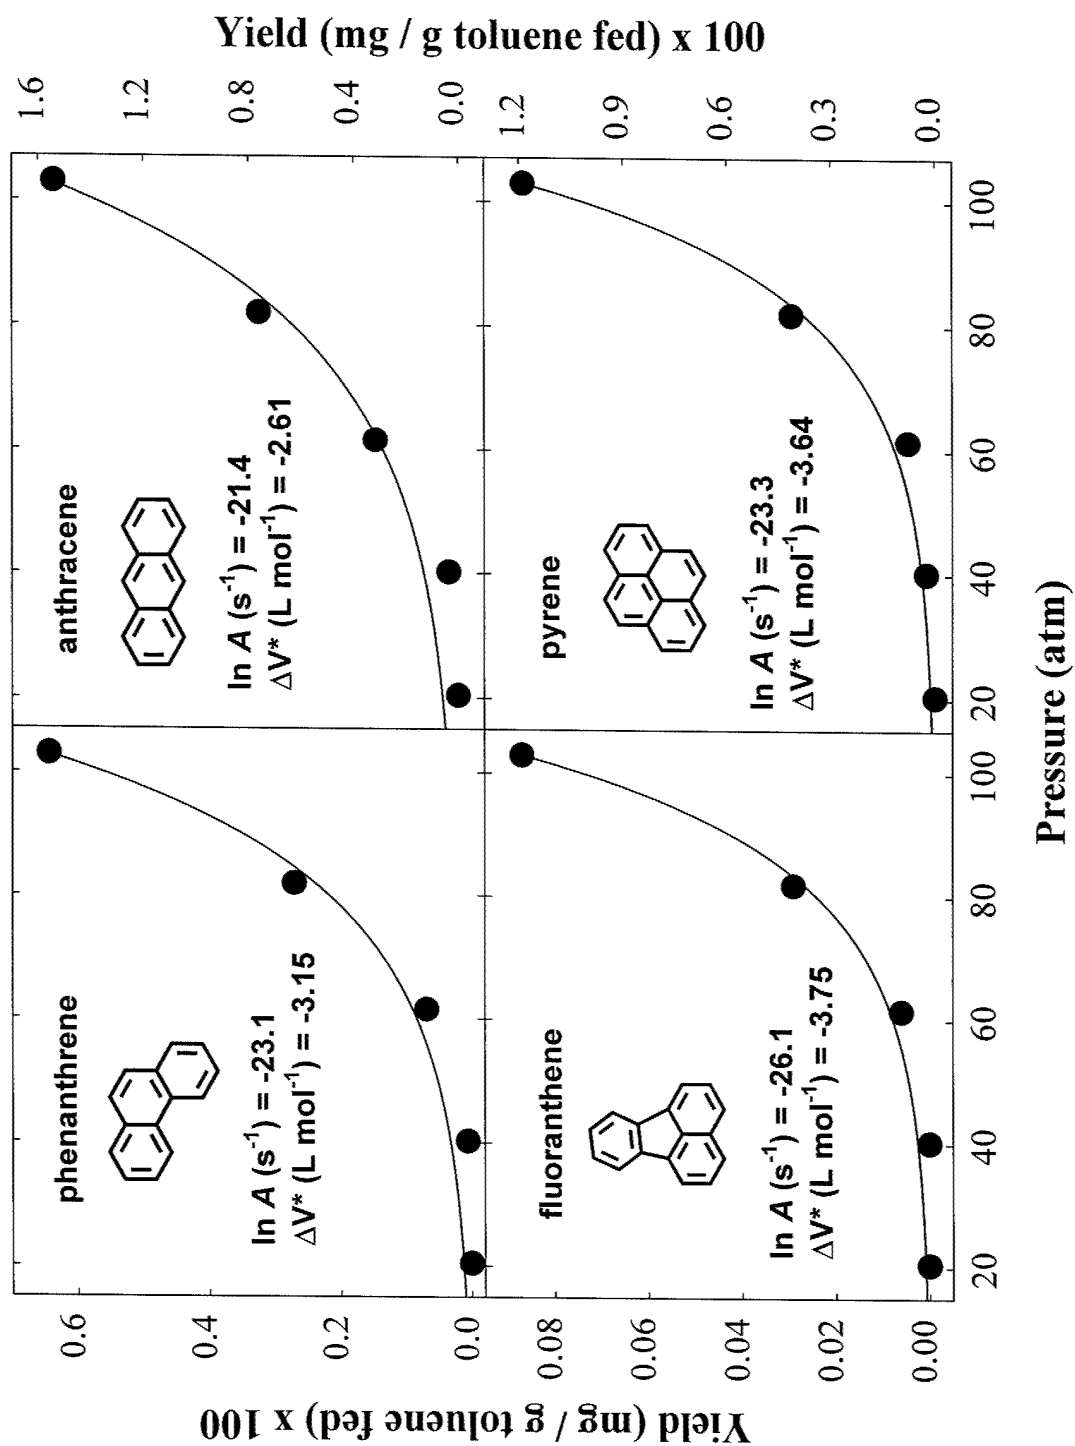 Yield (mg / g toluene fed) x 100
0.6
0.4
0.2
0.0
phenanthrene
ln A (s⁻¹) = -23.1
ΔV* (L mol⁻¹) = -3.15
anthracene
ln A (s⁻¹) = -21.4
ΔV* (L mol⁻¹) = -2.61
1.6
1.2
0.8
0.4
0.0
0.08
0.06
0.04
0.02
0.00
fluoranthene
ln A (s⁻¹) = -26.1
ΔV* (L mol⁻¹) = -3.75
pyrene
ln A (s⁻¹) = -23.3
ΔV* (L mol⁻¹) = -3.64
1.2
0.9
0.6
0.3
0.0
Yield (mg / g toluene fed) x 100
20 40 60 80 100 20 40 60 80 100
Pressure (atm)